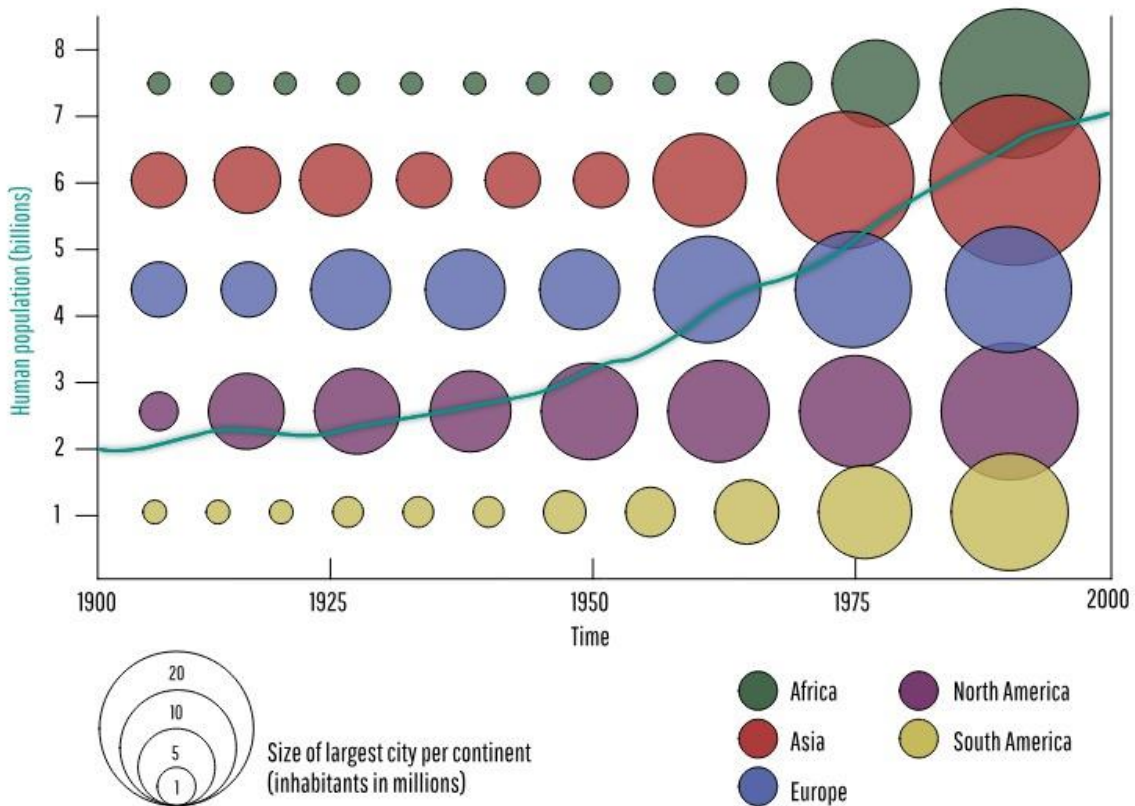 8
7
6
5
4
3
2
1
Human population (billions)
1900
1925
1950
1975
2000
Time
20
10
5
1
Size of largest city per continent
(inhabitants in millions)
Africa
Asia
Europe
North America
South America